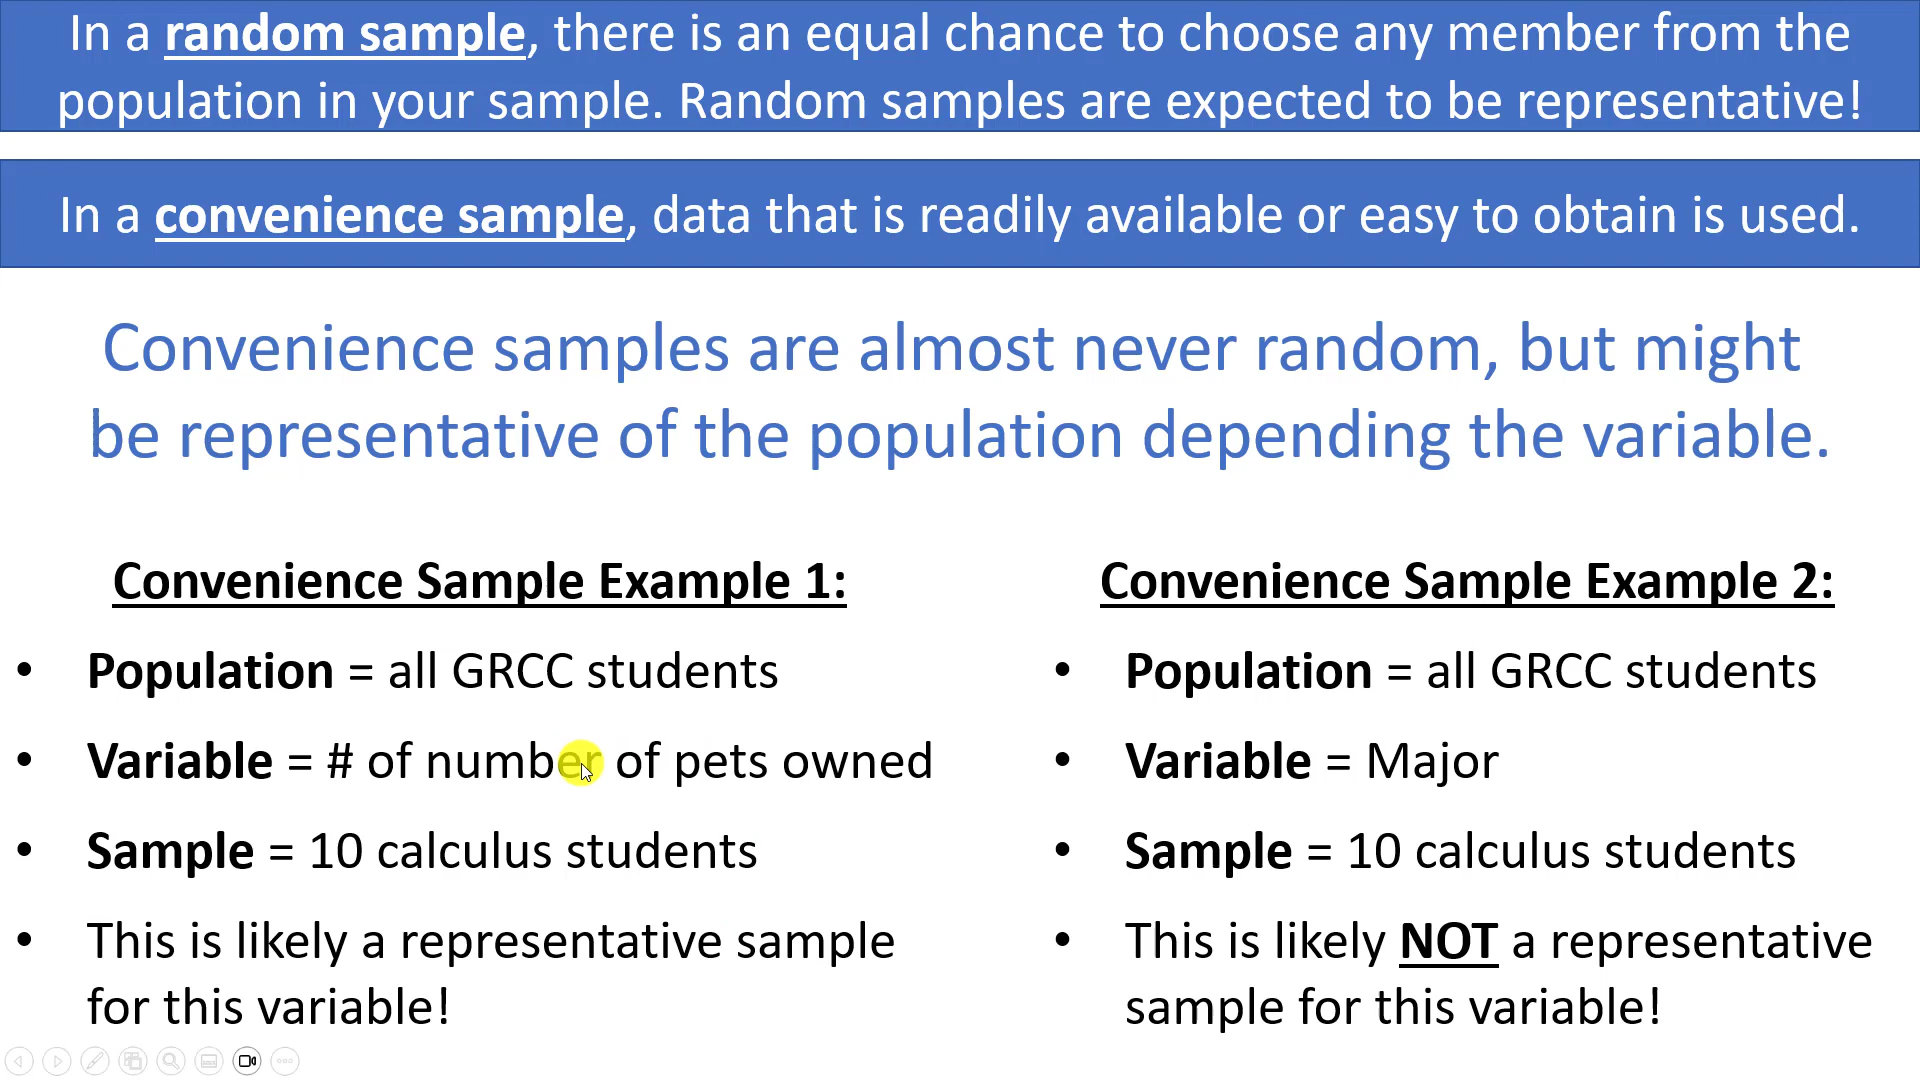 In a random sample, there is an equal chance to choose any member from the
population in your sample. Random samples are expected to be representative!
In a convenience sample, data that is readily available or easy to obtain is used.
Convenience samples are almost never random, but might
be representative of the population depending the variable.
Convenience Sample Example 1:
• Population = all GRCC students
• Variable = # of number of pets owned
• Sample = 10 calculus students
• This is likely a representative sample
for this variable!
Convenience Sample Example 2:
• Population = all GRCC students
• Variable = Major
• Sample = 10 calculus students
• This is likely NOT a representative
sample for this variable!